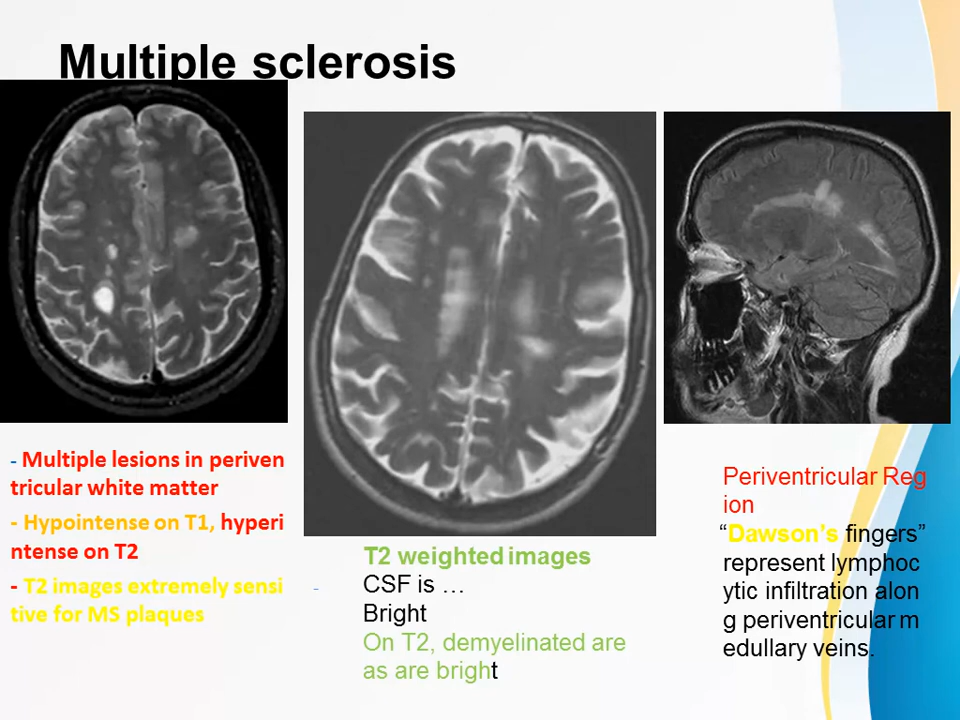 Multiple sclerosis
- Multiple lesions in periven
tricular white matter
- Hypointense on T1, hyperi
ntense on T2
- T2 images extremely sensi
tive for MS plaques
T2 weighted images
- CSF is …
Bright
On T2, demyelinated are
as are bright
Periventricular Reg
ion
“Dawson’s fingers”
represent lymphoc
ytic infiltration alon
g periventricular m
edullary veins.